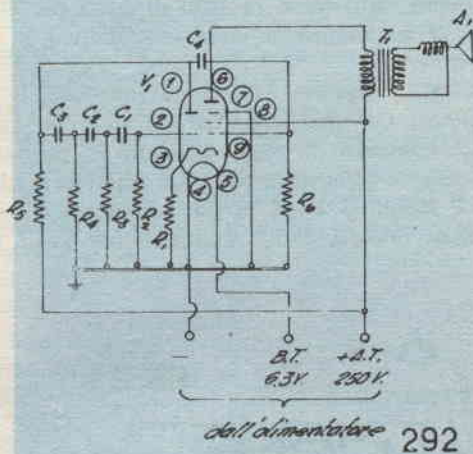 C4
T1
A1
V1
1
6
7
8
2
3
9
4
5
C3 C2 C1
R5
R4
R3
R2
R1
R6
–
B.T.
6.3V.
+A.T.
250V.
dall'alimentatore
292